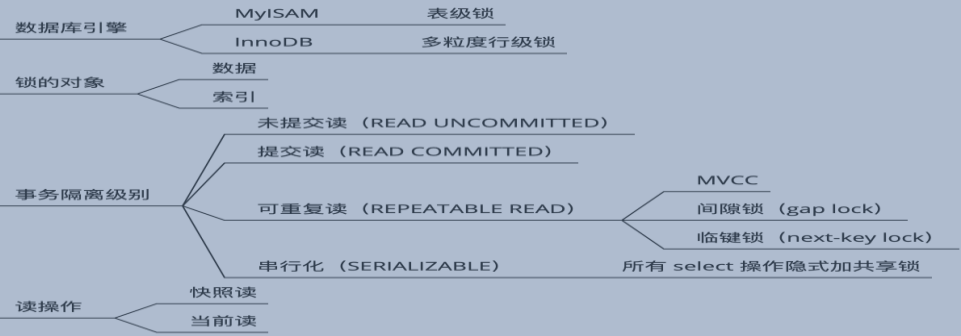 数据库引擎
MyISAM 表级锁
InnoDB 多粒度行级锁
锁的对象
数据
索引
事务隔离级别
未提交读（READ UNCOMMITTED）
提交读（READ COMMITTED）
可重复读（REPEATABLE READ）
MVCC
间隙锁（gap lock）
临键锁（next-key lock）
串行化（SERIALIZABLE） 所有 select 操作隐式加共享锁
读操作
快照读
当前读